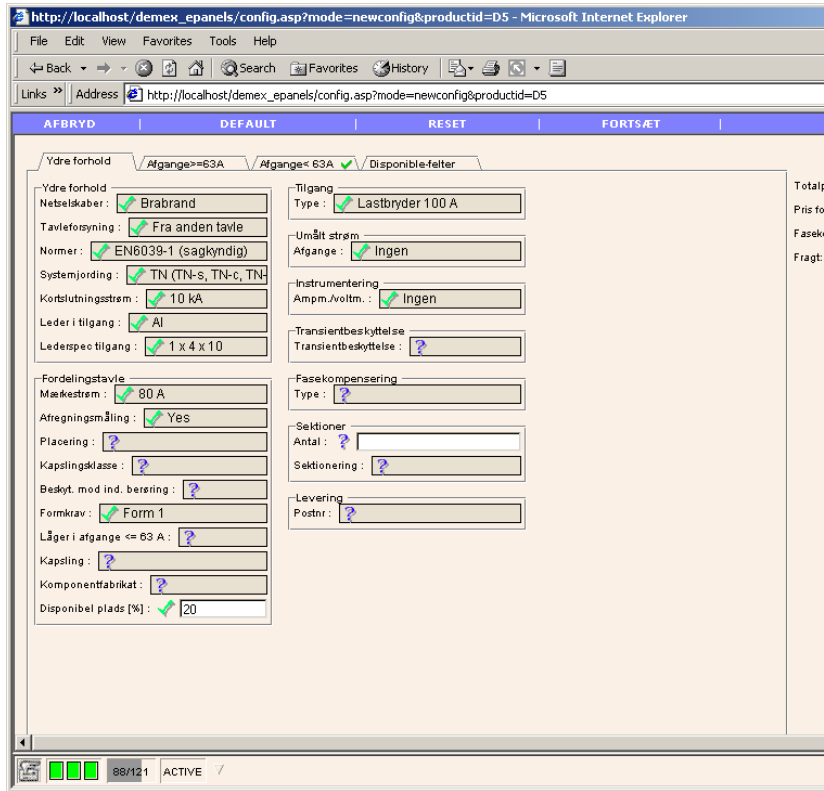 http://localhost/demex_epanels/config.asp?mode=newconfig&productid=D5 - Microsoft Internet Explorer
File Edit View Favorites Tools Help
Back Search Favorites History
Links » Address http://localhost/demex_epanels/config.asp?mode=newconfig&productid=D5
AFBRYD | DEFAULT | RESET | FORTSÆT |
Ydre forhold Afgange>=63A Afgange< 63A Disponible-felter
Ydre forhold
Netselskaber : Brabrand
Tavleforsyning : Fra anden tavle
Normer : EN6039-1 (sagkyndig)
Systemjording : TN (TN-s, TN-c, TN-
Kortslutningsstrøm : 10 kA
Leder i tilgang : Al
Lederspec tilgang : 1 x 4 x 10
Fordelingstavle
Mærkestrøm : 80 A
Afregningsmåling : Yes
Placering : ?
Kapslingsklasse : ?
Beskyt. mod ind. berøring : ?
Formkrav : Form 1
Låger i afgange <= 63 A : ?
Kapsling : ?
Komponentfabrikat : ?
Disponibel plads [%] : 20
Tilgang
Type : Lastbryder 100 A
Umålt strøm
Afgange : Ingen
Instrumentering
Ampm./voltm. : Ingen
Transientbeskyttelse
Transientbeskyttelse : ?
Fasekompensering
Type : ?
Sektioner
Antal : ?
Sektionering : ?
Levering
Postnr : ?
Totalp
Pris fo
Faseko
Fragt:
88/121 ACTIVE